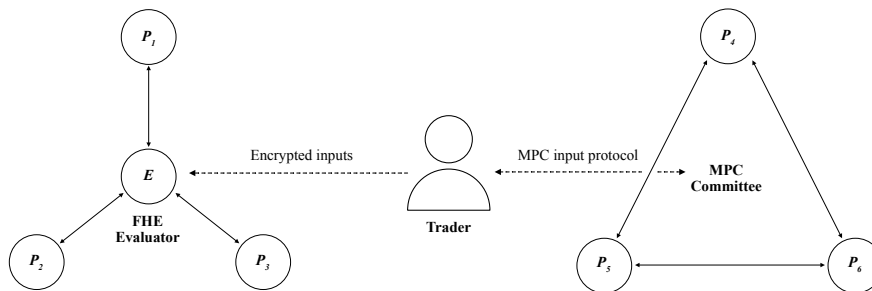 P1
P4
Encrypted inputs
MPC input protocol
E
MPC
Committee
FHE
Evaluator
Trader
P2
P3
P5
P6